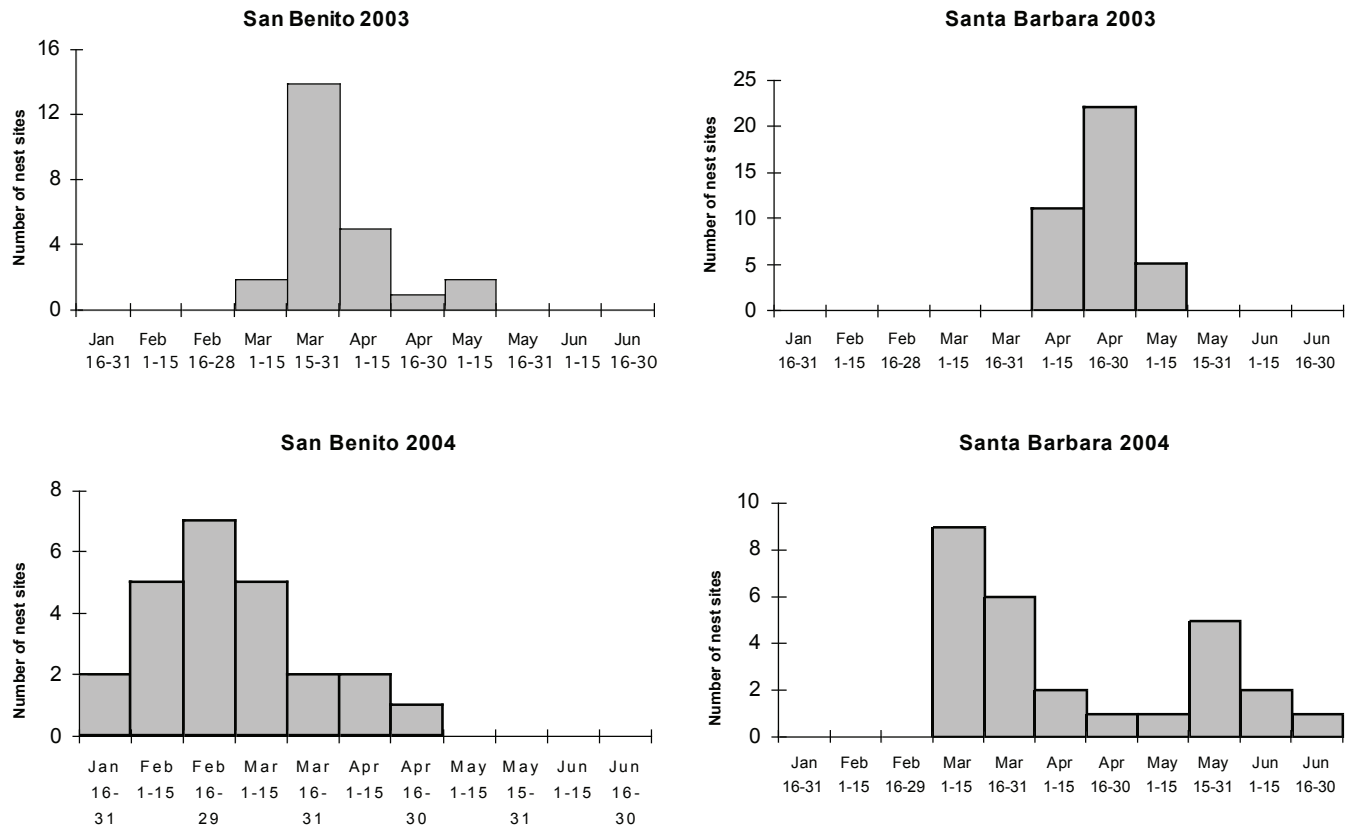 San Benito 2003
Number of nest sites
16
12
8
4
0
Jan Feb Feb Mar Mar Apr Apr May May Jun Jun
16-31 1-15 16-28 1-15 15-31 1-15 16-30 1-15 16-31 1-15 16-30
Santa Barbara 2003
Number of nest sites
25
20
15
10
5
0
Jan Feb Feb Mar Mar Apr Apr May May Jun Jun
16-31 1-15 16-28 1-15 16-31 1-15 16-30 1-15 15-31 1-15 16-30
San Benito 2004
Number of nest sites
8
6
4
2
0
Jan Feb Feb Mar Mar Apr Apr May May Jun Jun
16- 1-15 16- 1-15 16- 1-15 16- 1-15 15- 1-15 16-
31 29 31 30 31 30
Santa Barbara 2004
Number of nest sites
10
8
6
4
2
0
Jan Feb Feb Mar Mar Apr Apr May May Jun Jun
16-31 1-15 16-29 1-15 16-31 1-15 16-30 1-15 15-31 1-15 16-30